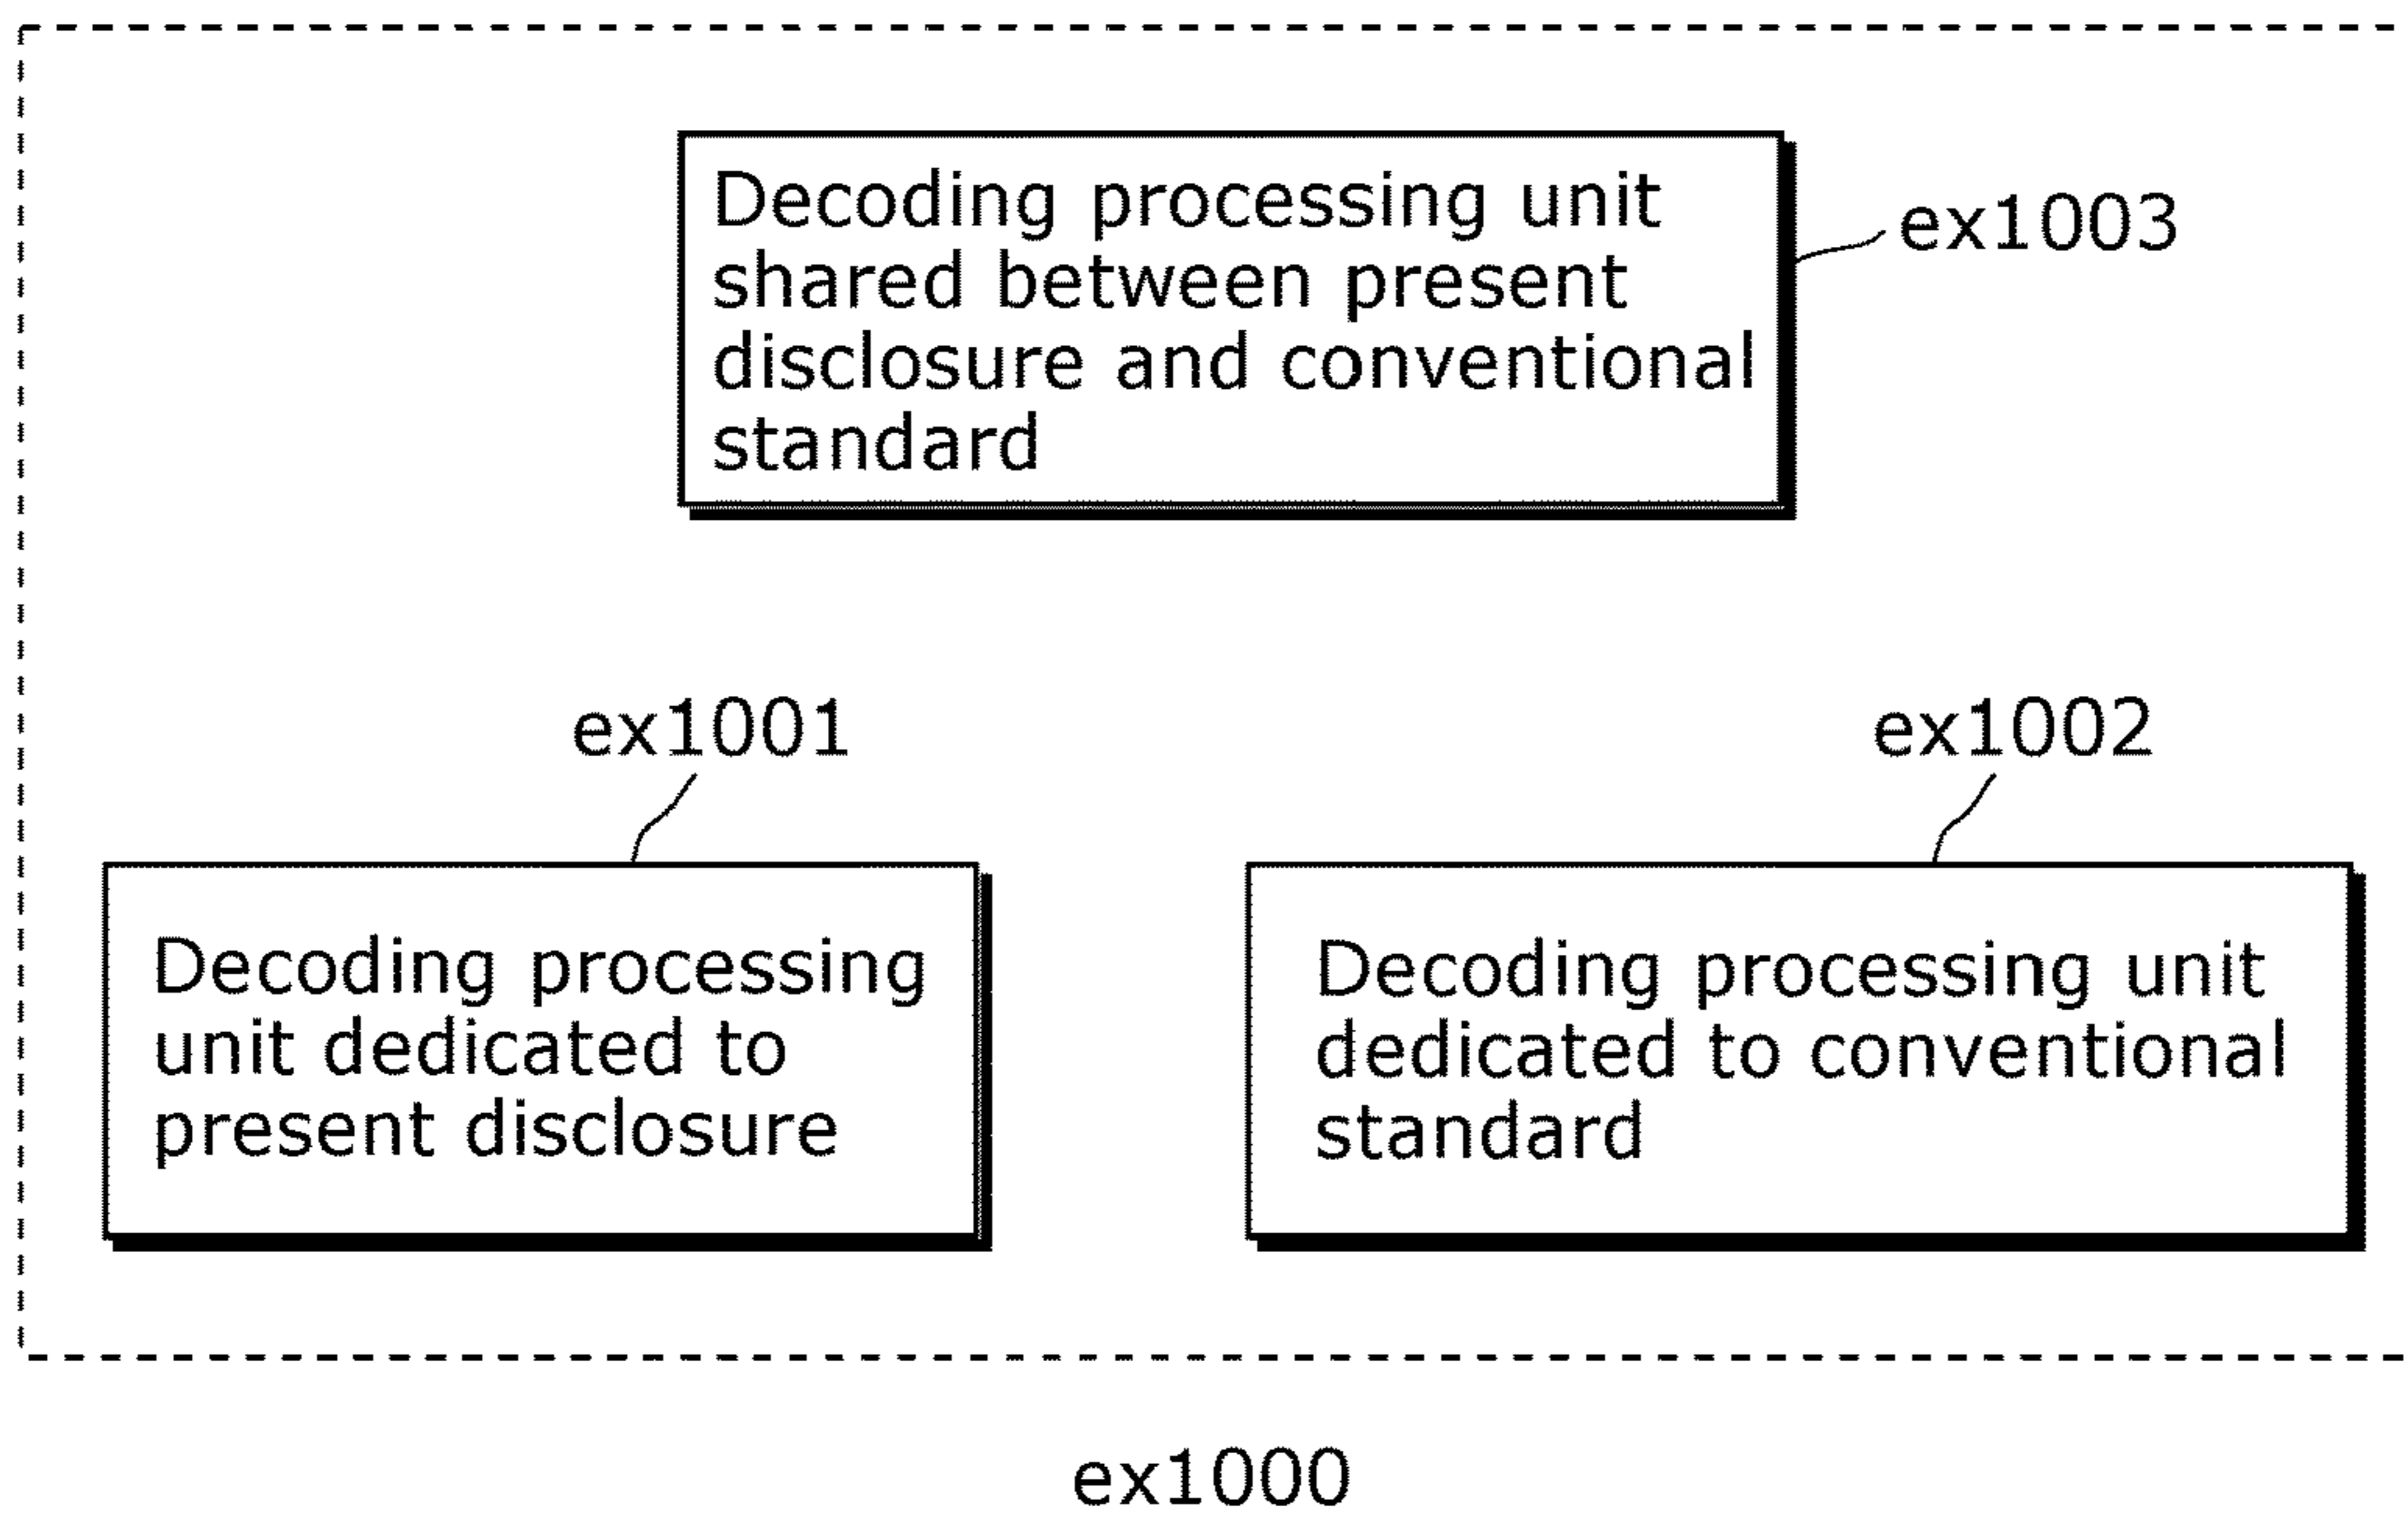 Decoding processing unit
shared between present
disclosure and conventional
standard
ex1003
ex1001
ex1002
Decoding processing
unit dedicated to
present disclosure
Decoding processing unit
dedicated to conventional
standard
ex1000